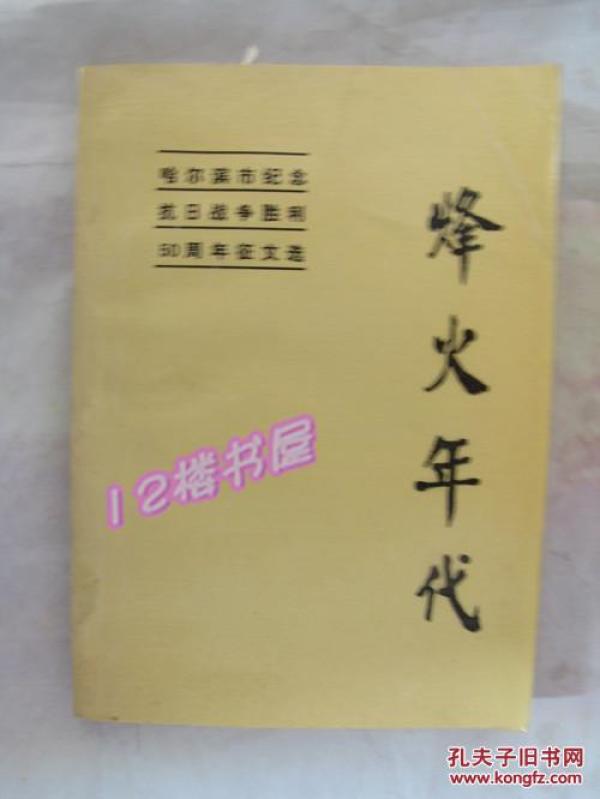 哈尔滨市纪念
抗日战争胜利
50周年征文选
烽火年代
12楼书屋
孔夫子旧书网
www.kongfz.com